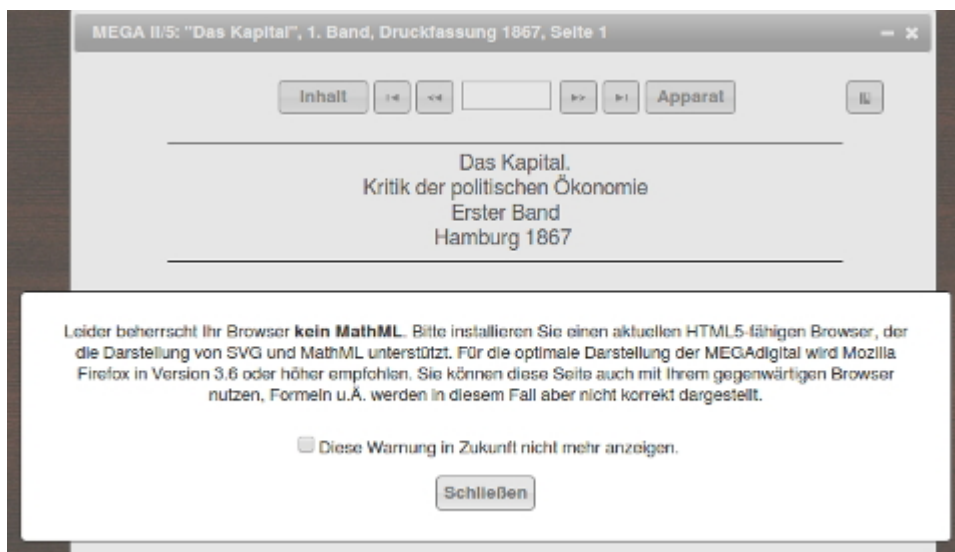 MEGA II/5: "Das Kapital", 1. Band, Druckfassung 1867, Seite 1
Inhalt
Apparat
Das Kapital.
Kritik der politischen Ökonomie
Erster Band
Hamburg 1867
Leider beherrscht Ihr Browser kein MathML. Bitte installieren Sie einen aktuellen HTML5-fähigen Browser, der
die Darstellung von SVG und MathML unterstützt. Für die optimale Darstellung der MEGAdigital wird Mozilla
Firefox in Version 3.6 oder höher empfohlen. Sie können diese Seite auch mit Ihrem gegenwärtigen Browser
nutzen, Formeln u.Ä. werden in diesem Fall aber nicht korrekt dargestellt.
Diese Warnung in Zukunft nicht mehr anzeigen.
Schließen